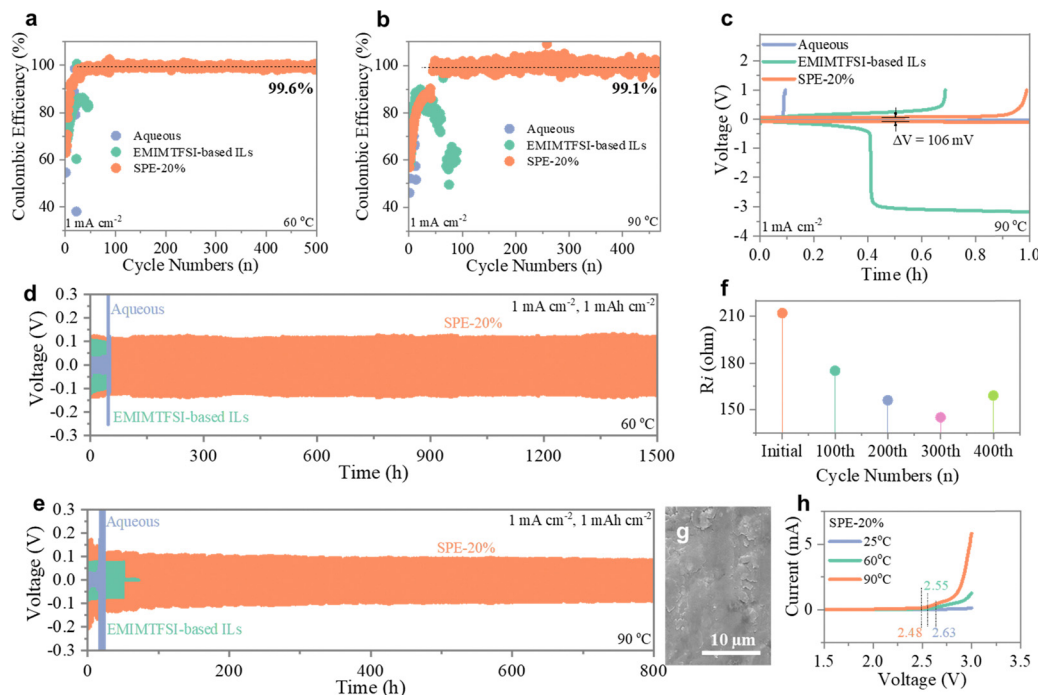 a
Coulombic Efficiency (%)
100
80
60
40
99.6%
Aqueous
EMIMTFSI-based ILs
SPE-20%
1 mA cm-2
60 °C
0
100
200
300
400
500
Cycle Numbers (n)
b
Coulombic Efficiency (%)
100
80
60
40
99.1%
Aqueous
EMIMTFSI-based ILs
SPE-20%
1 mA cm-2
90 °C
0
100
200
300
400
Cycle Numbers (n)
c
Voltage (V)
2
1
0
-1
-2
-3
-4
Aqueous
EMIMTFSI-based ILs
SPE-20%
ΔV = 106 mV
1 mA cm-2
90 °C
0.0
0.2
0.4
0.6
0.8
1.0
Time (h)
d
Voltage (V)
0.3
0.2
0.1
0.0
-0.1
-0.2
-0.3
Aqueous
1 mA cm-2, 1 mAh cm-2
SPE-20%
EMIMTFSI-based ILs
60 °C
0
300
600
900
1200
1500
Time (h)
f
Ri (ohm)
210
180
150
Initial
100th
200th
300th
400th
Cycle Numbers (n)
e
Voltage (V)
0.3
0.2
0.1
0.0
-0.1
-0.2
-0.3
Aqueous
1 mA cm-2, 1 mAh cm-2
SPE-20%
EMIMTFSI-based ILs
90 °C
0
200
400
600
800
Time (h)
g
10 μm
h
Current (mA)
5
0
SPE-20%
25°C
60°C
90°C
2.55
2.48
2.63
1.5
2.0
2.5
3.0
Voltage (V)